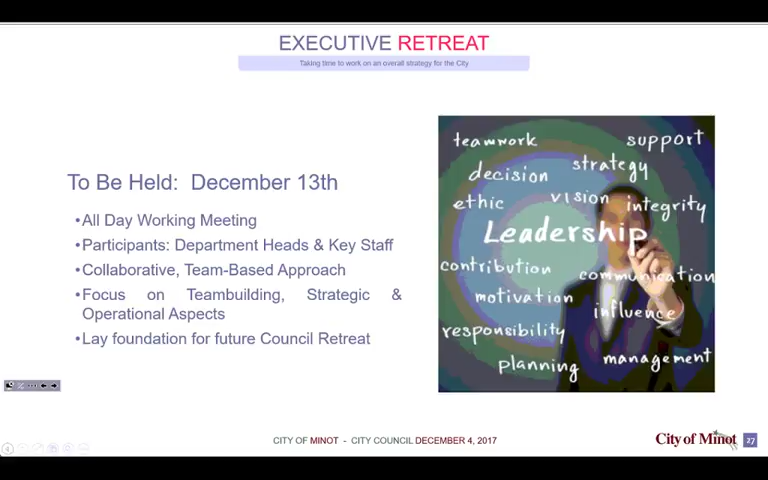 EXECUTIVE RETREAT
Taking time to work on an overall strategy for the City
To Be Held: December 13th
•All Day Working Meeting
•Participants: Department Heads & Key Staff
•Collaborative, Team-Based Approach
•Focus on Teambuilding, Strategic &
Operational Aspects
•Lay foundation for future Council Retreat
teamwork
support
decision
strategy
ethic
vision
integrity
Leadership
contribution
communication
motivation
influence
responsibility
planning
management
CITY OF MINOT - CITY COUNCIL DECEMBER 4, 2017
City of Minot
27